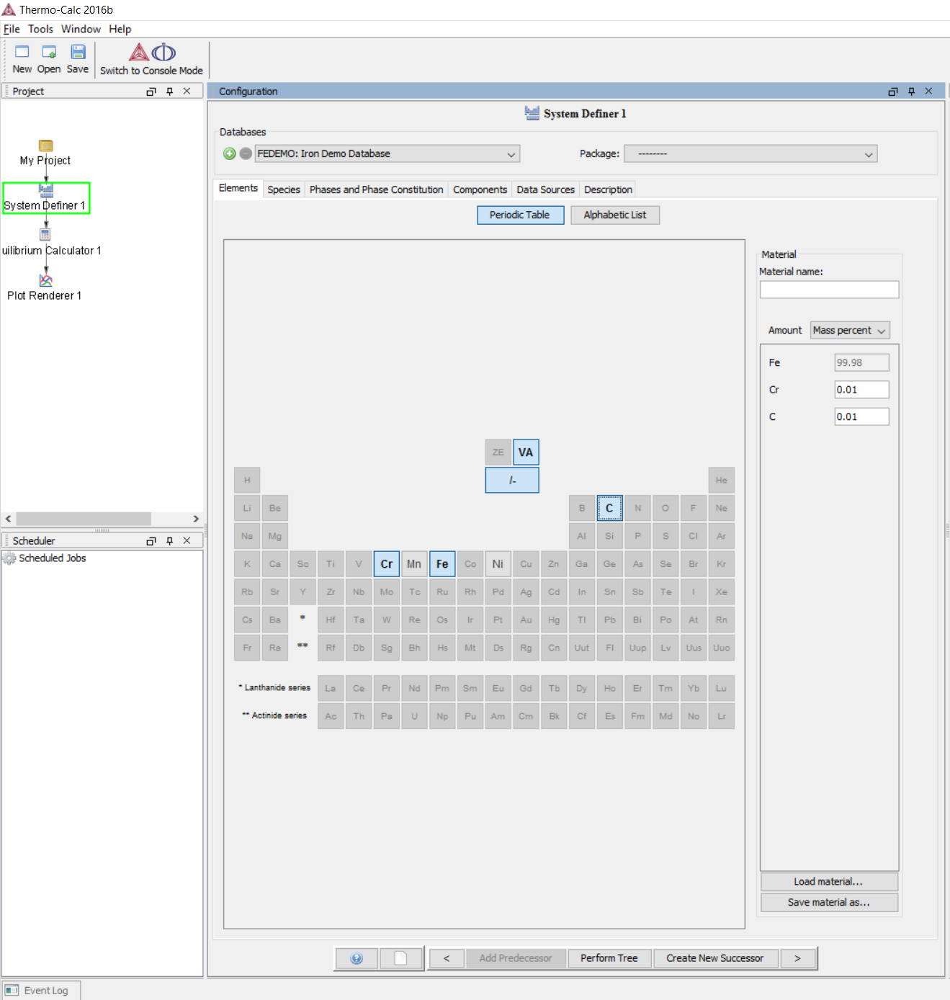 Thermo-Calc 2016b
File Tools Window Help
New Open Save Switch to Console Mode
Project
My Project
System Definer 1
uilibrium Calculator 1
Plot Renderer 1
Scheduler
Scheduled Jobs
Configuration
System Definer 1
Databases
FEDEMO: Iron Demo Database Package: --------
Elements Species Phases and Phase Constitution Components Data Sources Description
Periodic Table Alphabetic List
ZE VA
/-
H He
Li Be B C N O F Ne
Na Mg Al Si P S Cl Ar
K Ca Sc Ti V Cr Mn Fe Co Ni Cu Zn Ga Ge As Se Br Kr
Rb Sr Y Zr Nb Mo Tc Ru Rh Pd Ag Cd In Sn Sb Te I Xe
Cs Ba * Hf Ta W Re Os Ir Pt Au Hg Tl Pb Bi Po At Rn
Fr Ra ** Rf Db Sg Bh Hs Mt Ds Rg Cn Uut Fl Uup Lv Uus Uuo
* Lanthanide series La Ce Pr Nd Pm Sm Eu Gd Tb Dy Ho Er Tm Yb Lu
** Actinide series Ac Th Pa U Np Pu Am Cm Bk Cf Es Fm Md No Lr
Material
Material name:
Amount Mass percent
Fe 99.98
Cr 0.01
C 0.01
Load material...
Save material as...
< Add Predecessor Perform Tree Create New Successor >
Event Log